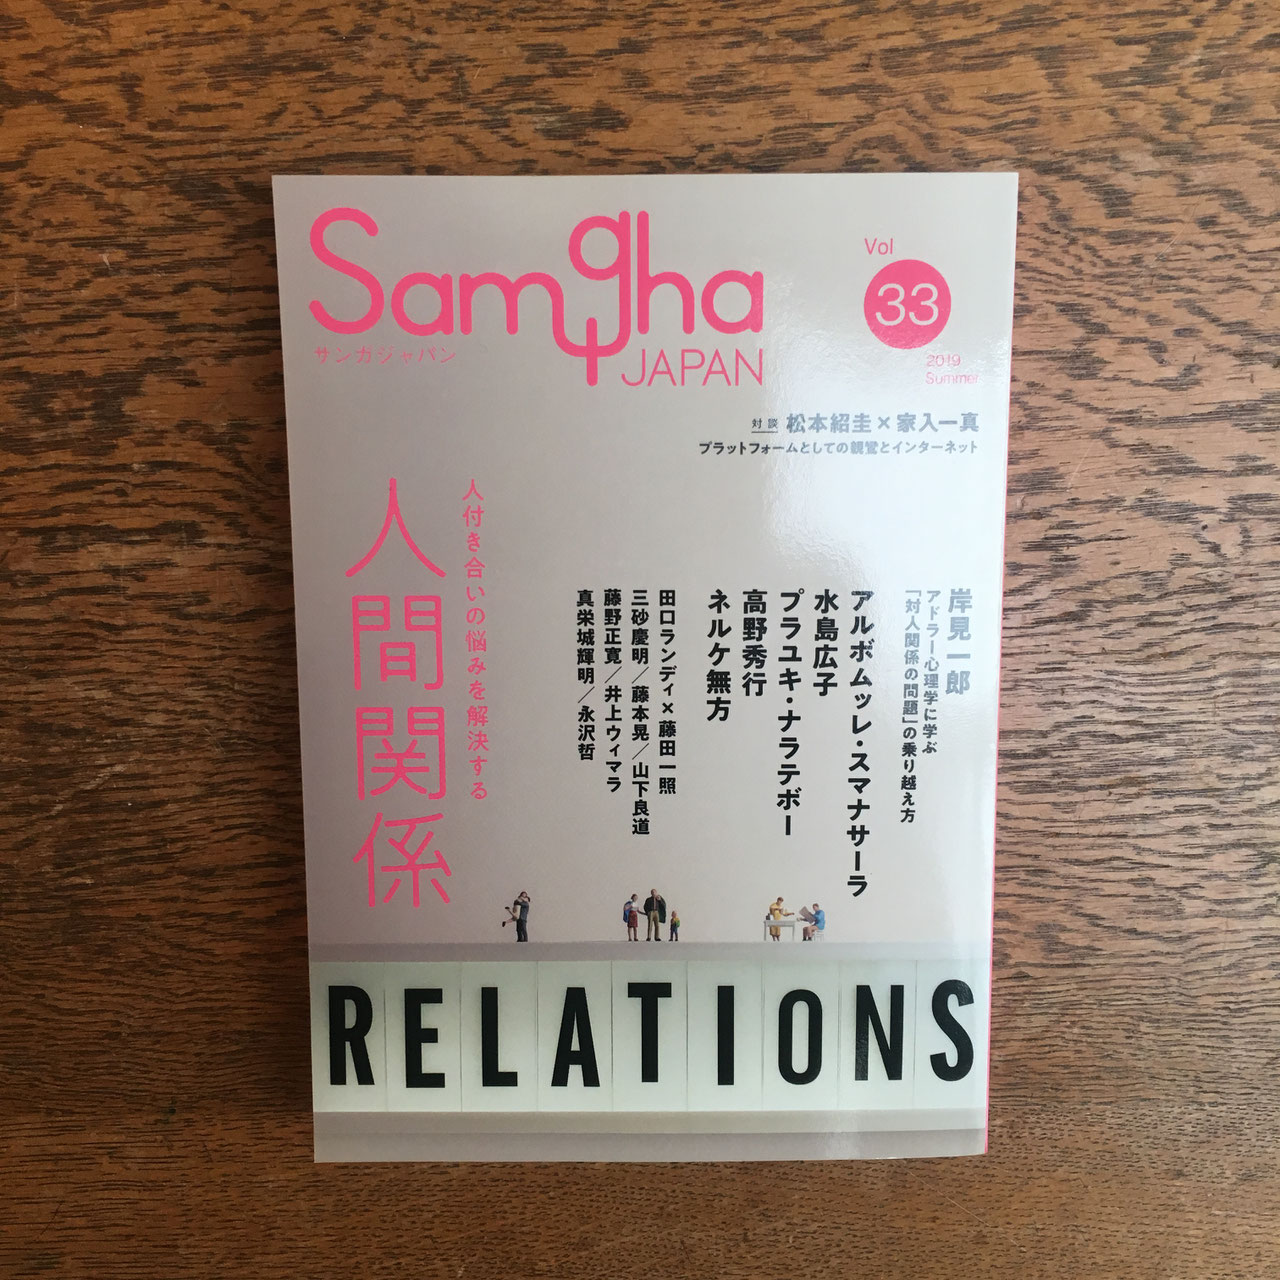 Samgha
JAPAN
サンガジャパン
Vol
33
2019
Summer
対談 松本紹圭×家入一真
プラットフォームとしての観音とインターネット
岸見一郎
アドラー心理学に学ぶ
「対人関係の問題」の乗り越え方
アルボムッレ・スマナサーラ
水島広子
プラユキ・ナラテボー
高野秀行
ネルケ無方
田口ランディ×藤田一照
三砂慶明／藤本晃／山下良道
藤野正寛／井上ウィマラ
真栄城輝明／永沢哲
人付き合いの悩みを解決する
人間関係
RELATIONS